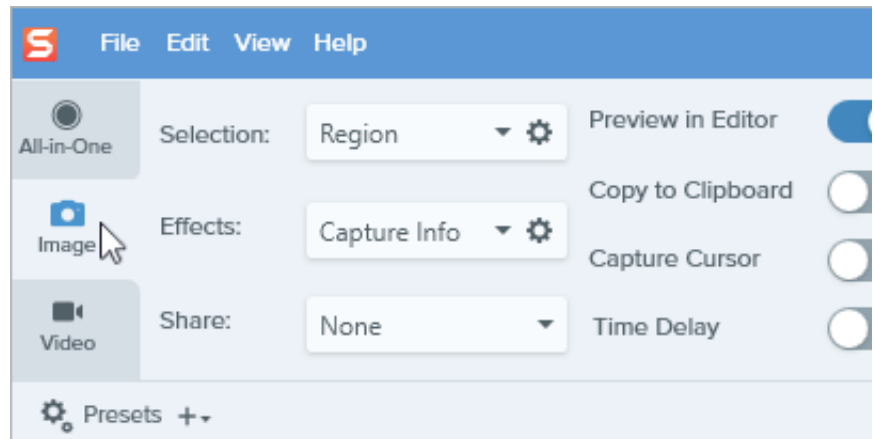 S File Edit View Help
All-in-One
Image
Video
Selection: Region
Effects: Capture Info
Share: None
Preview in Editor
Copy to Clipboard
Capture Cursor
Time Delay
Presets +